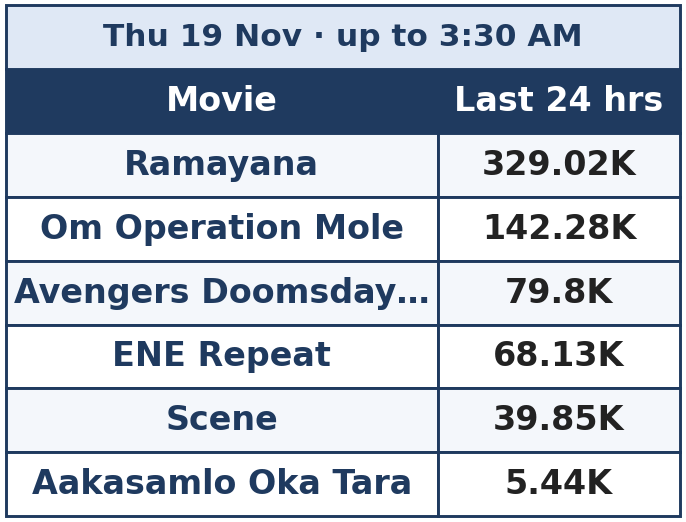 Thu 19 Nov · up to 3:30 AM
Movie Last 24 hrs
Ramayana 329.02K
Om Operation Mole 142.28K
Avengers Doomsday... 79.8K
ENE Repeat 68.13K
Scene 39.85K
Aakasamlo Oka Tara 5.44K